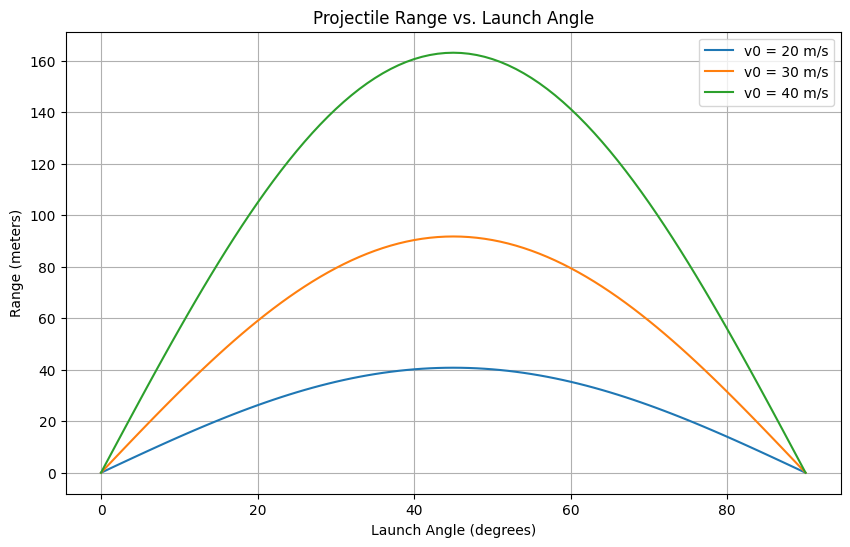 Projectile Range vs. Launch Angle
v0 = 20 m/s
v0 = 30 m/s
v0 = 40 m/s
Range (meters)
160
140
120
100
80
60
40
20
0
0 20 40 60 80
Launch Angle (degrees)